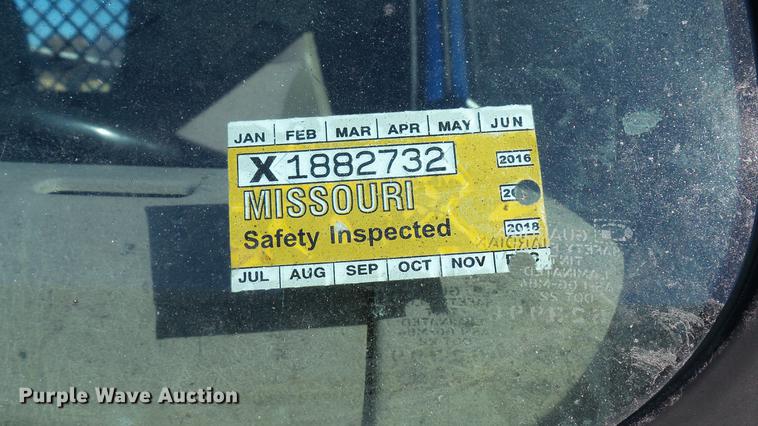 JAN FEB MAR APR MAY JUN
X 1882732
2016
MISSOURI
Safety Inspected
2018
JUL AUG SEP OCT NOV
Purple Wave Auction